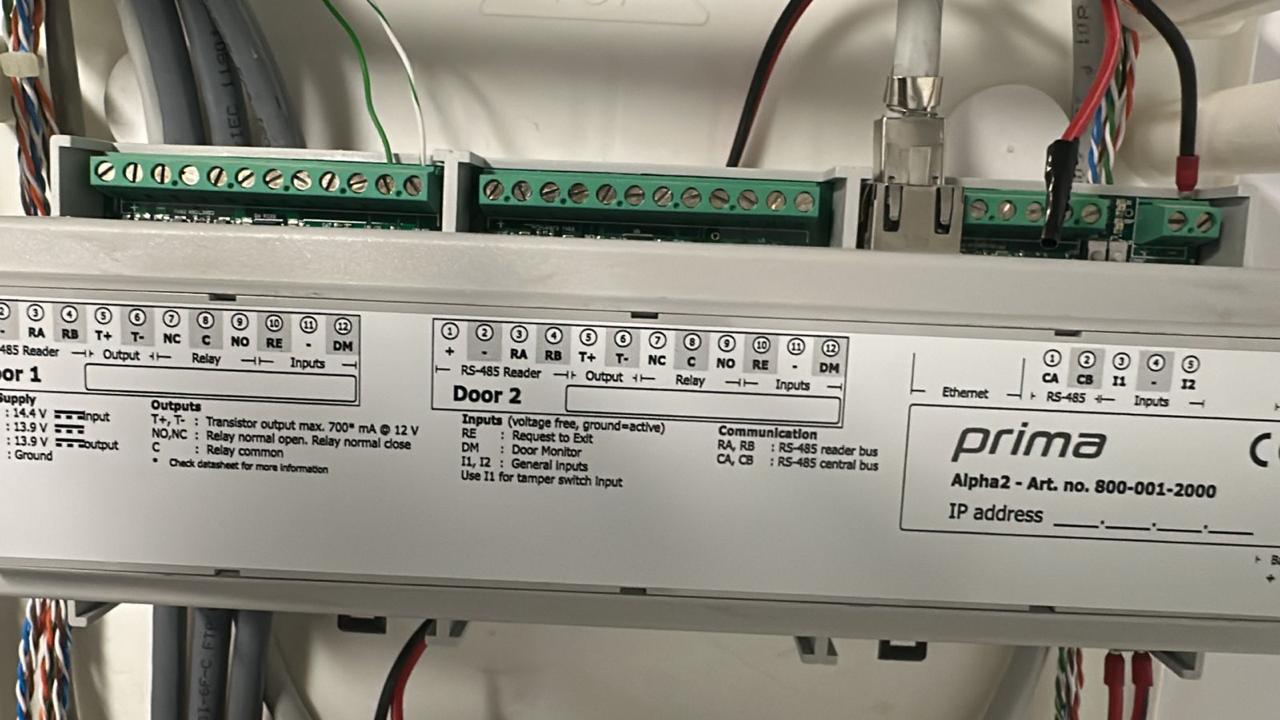 ② ③ ④ ⑤ ⑥ ⑦ ⑧ ⑨ ⑩ ⑪ ⑫
- RA RB T+ T- NC C NO RE - DM
485 Reader Output Relay Inputs
or 1
upply
: 14.4 V input
: 13.9 V
: 13.9 V output
: Ground
Outputs
T+, T- : Transistor output max. 700* mA @ 12 V
NO,NC : Relay normal open. Relay normal close
C : Relay common
* Check datasheet for more information
① ② ③ ④ ⑤ ⑥ ⑦ ⑧ ⑨ ⑩ ⑪ ⑫
+ - RA RB T+ T- NC C NO RE - DM
RS-485 Reader Output Relay Inputs
Door 2
Inputs (voltage free, ground=active)
RE : Request to Exit
DM : Door Monitor
I1, I2 : General inputs
Use I1 for tamper switch input
Communication
RA, RB : RS-485 reader bus
CA, CB : RS-485 central bus
① ② ③ ④ ⑤
CA CB I1 - I2
Ethernet RS-485 Inputs
prima
C
Alpha2 - Art. no. 800-001-2000
IP address ____.____.____.____
+